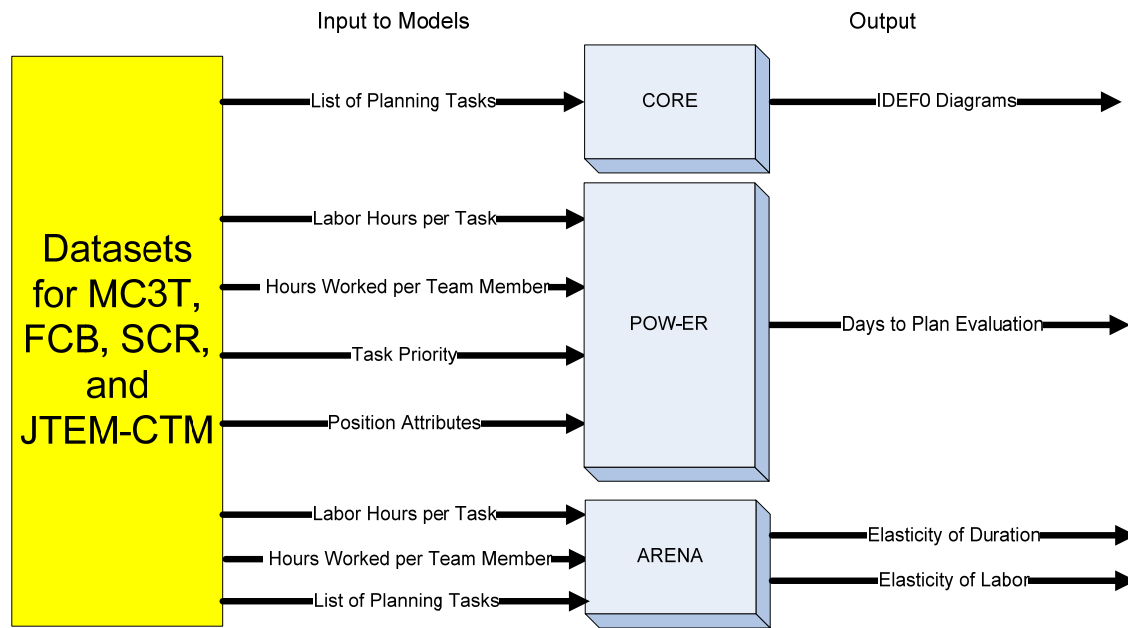 Input to Models
Output
List of Planning Tasks
CORE
IDEF0 Diagrams
Datasets
for MC3T,
FCB, SCR,
and
JTEM-CTM
Labor Hours per Task
Hours Worked per Team Member
Task Priority
Position Attributes
POW-ER
Days to Plan Evaluation
Labor Hours per Task
Hours Worked per Team Member
List of Planning Tasks
ARENA
Elasticity of Duration
Elasticity of Labor